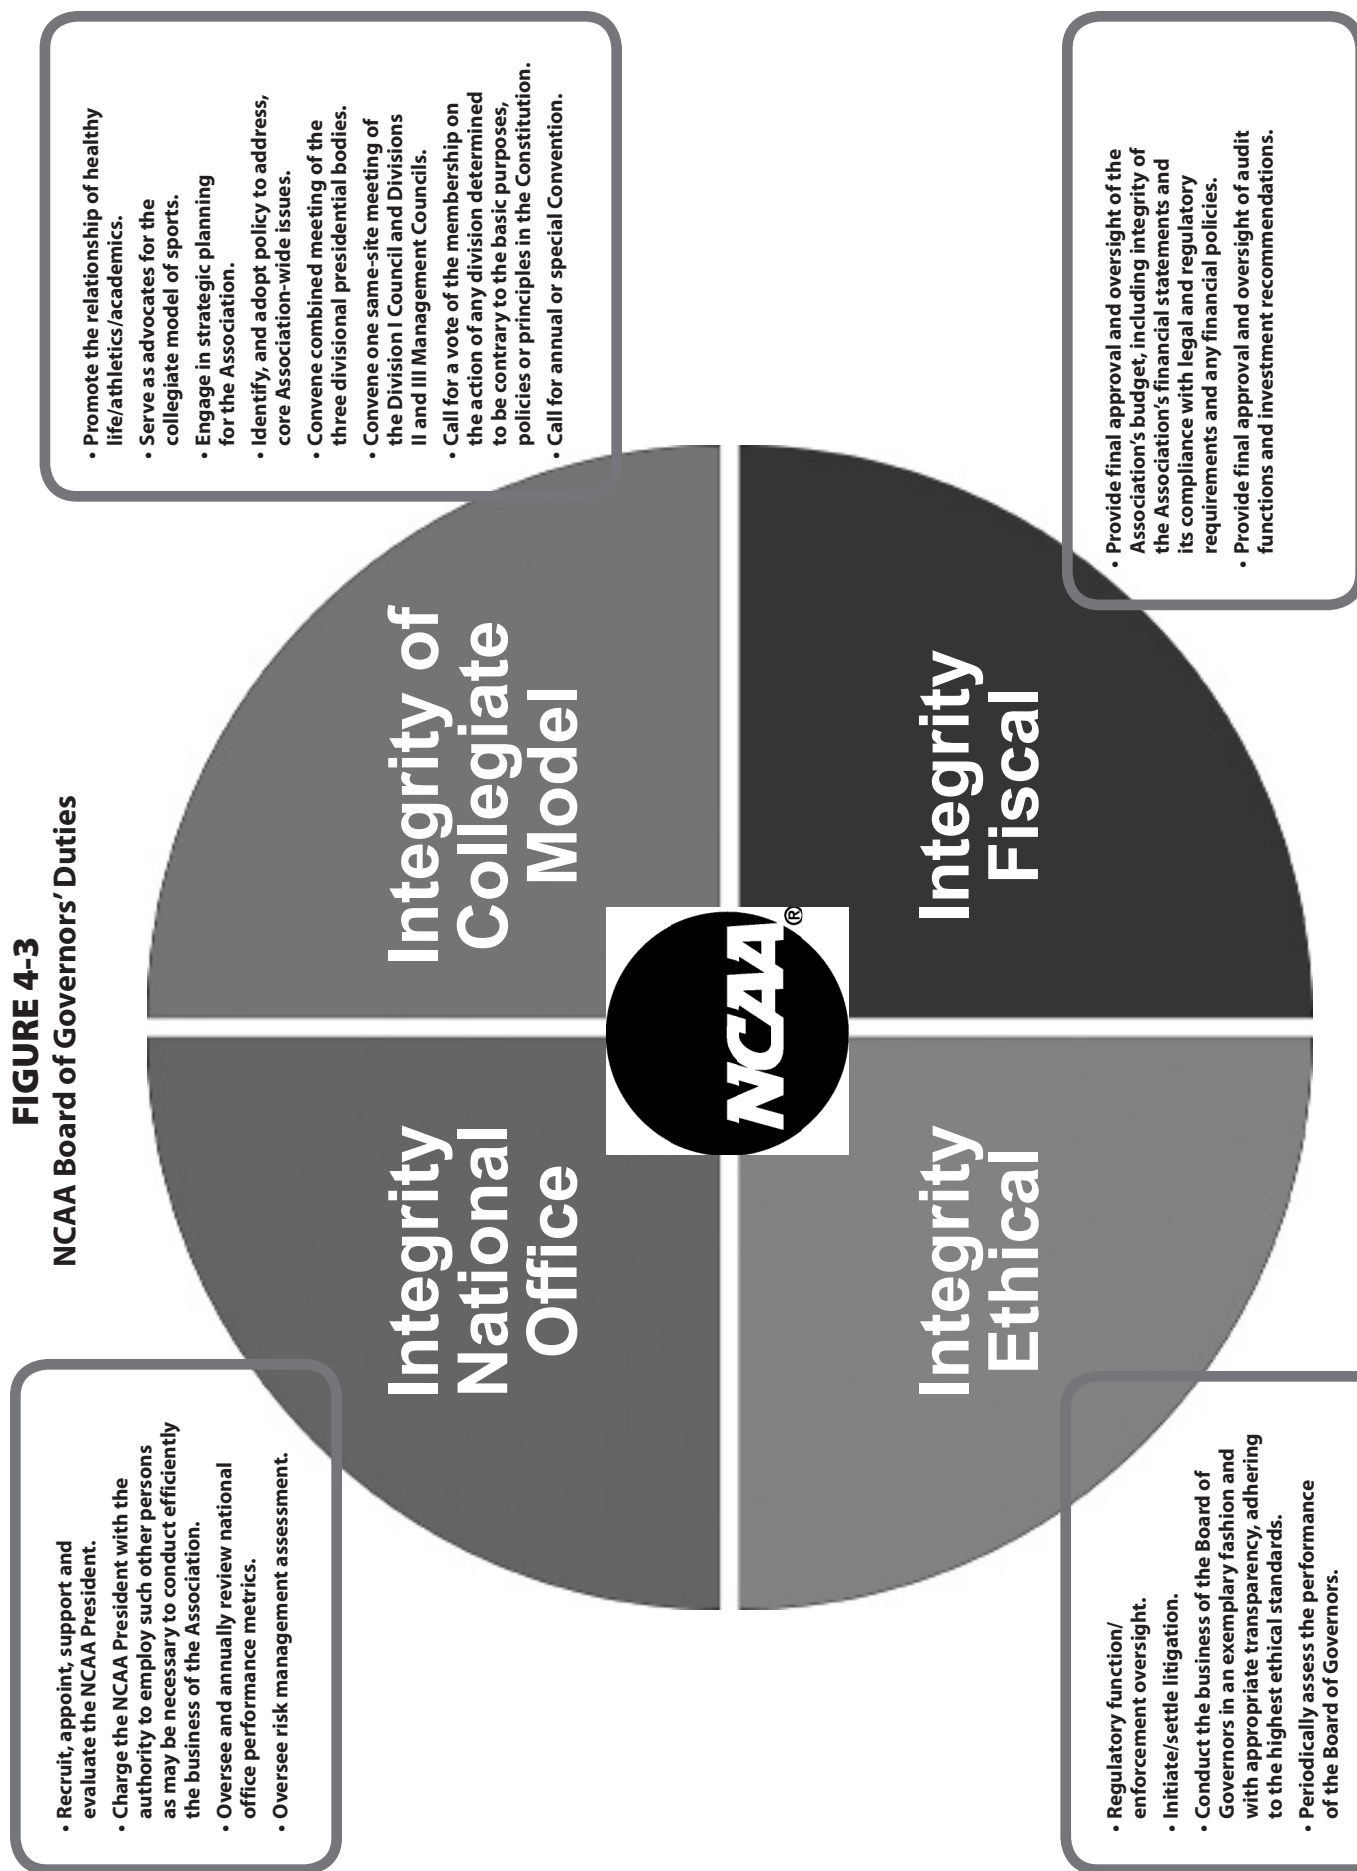 FIGURE 4-3
NCAA Board of Governors' Duties
• Recruit, appoint, support and
evaluate the NCAA President.
• Charge the NCAA President with the
authority to employ such other persons
as may be necessary to conduct efficiently
the business of the Association.
• Oversee and annually review national
office performance metrics.
• Oversee risk management assessment.
• Promote the relationship of healthy
life/athletics/academics.
• Serve as advocates for the
collegiate model of sports.
• Engage in strategic planning
for the Association.
• Identify, and adopt policy to address,
core Association-wide issues.
• Convene combined meeting of the
three divisional presidential bodies.
• Convene one same-site meeting of
the Division I Council and Divisions
II and III Management Councils.
• Call for a vote of the membership on
the action of any division determined
to be contrary to the basic purposes,
policies or principles in the Constitution.
• Call for annual or special Convention.
Integrity
National
Office
Integrity of
Collegiate
Model
NCAA®
Integrity
Ethical
Integrity
Fiscal
• Regulatory function/
enforcement oversight.
• Initiate/settle litigation.
• Conduct the business of the Board of
Governors in an exemplary fashion and
with appropriate transparency, adhering
to the highest ethical standards.
• Periodically assess the performance
of the Board of Governors.
• Provide final approval and oversight of the
Association's budget, including integrity of
the Association's financial statements and
its compliance with legal and regulatory
requirements and any financial policies.
• Provide final approval and oversight of audit
functions and investment recommendations.